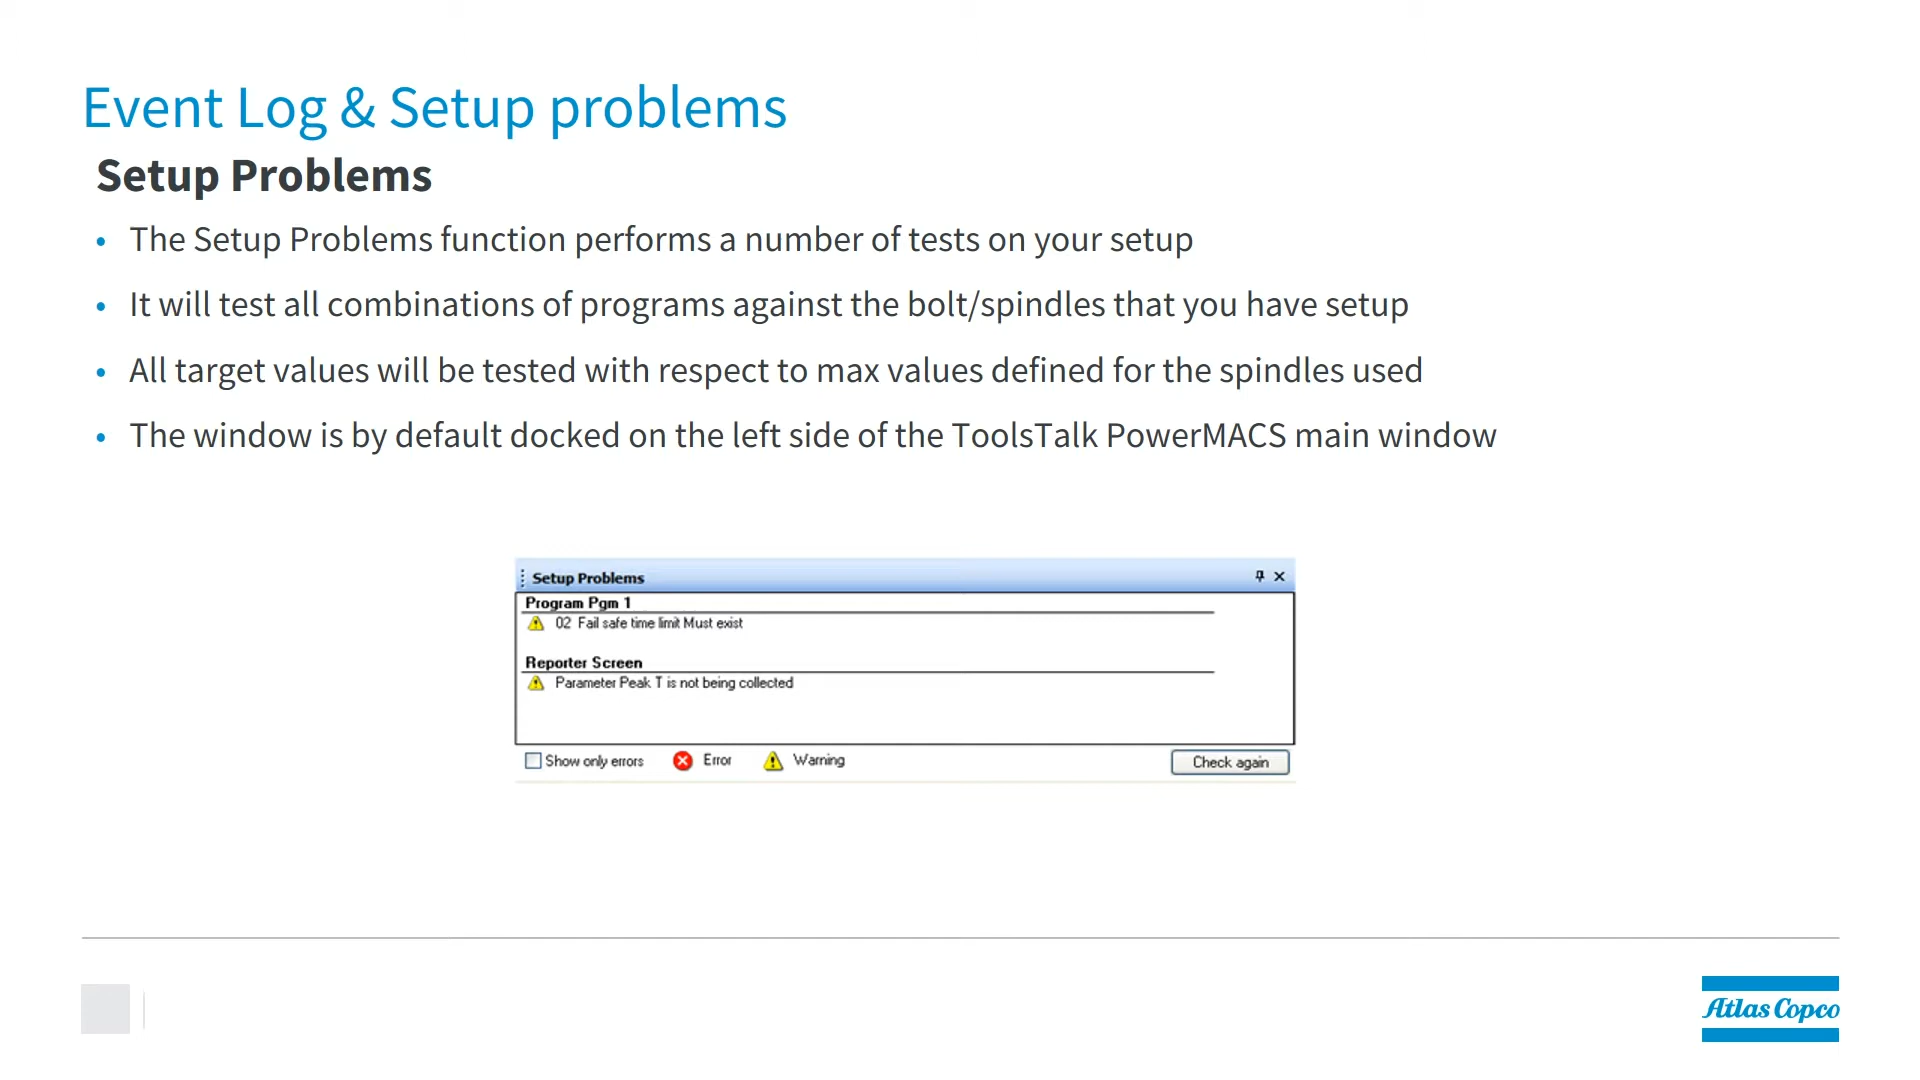 Event Log & Setup problems
Setup Problems
• The Setup Problems function performs a number of tests on your setup
• It will test all combinations of programs against the bolt/spindles that you have setup
• All target values will be tested with respect to max values defined for the spindles used
• The window is by default docked on the left side of the ToolsTalk PowerMACS main window
Setup Problems
Program Pgm 1
02 Fail safe time limit Must exist
Reporter Screen
Parameter Peak T is not being collected
Show only errors Error Warning Check again
Atlas Copco